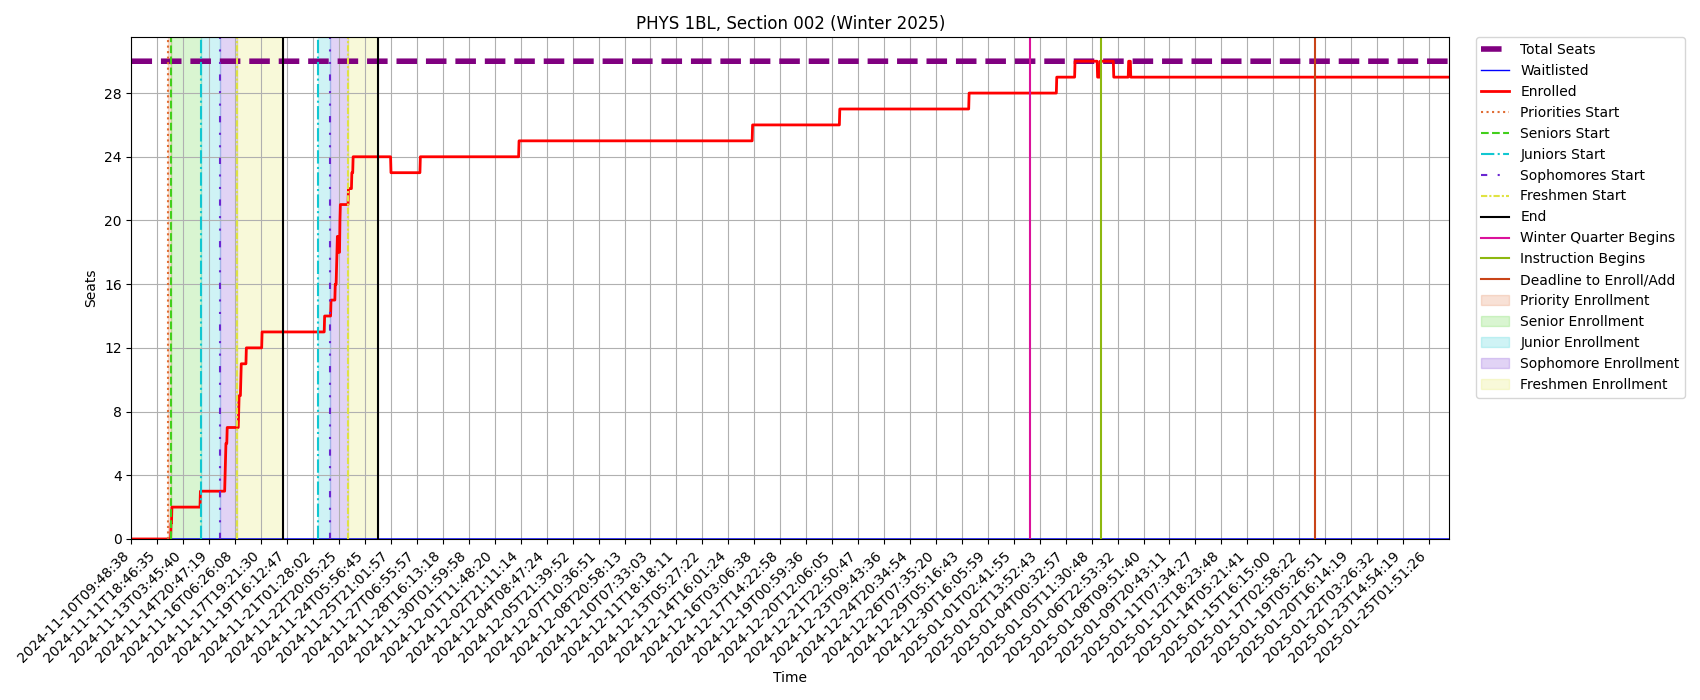 PHYS 1BL, Section 002 (Winter 2025)
Seats
28
24
20
16
12
8
4
0
2024-11-10T09:48:38
2024-11-11T18:46:35
2024-11-13T03:45:40
2024-11-14T20:47:19
2024-11-16T06:26:08
2024-11-17T19:21:30
2024-11-19T16:12:47
2024-11-21T01:28:02
2024-11-22T20:05:25
2024-11-24T05:56:45
2024-11-25T21:01:57
2024-11-27T06:55:57
2024-11-28T16:13:18
2024-11-30T01:59:58
2024-12-01T11:48:20
2024-12-02T21:11:14
2024-12-04T08:47:24
2024-12-05T21:39:52
2024-12-07T10:36:51
2024-12-08T20:58:13
2024-12-10T07:33:03
2024-12-11T18:18:11
2024-12-13T05:27:22
2024-12-14T16:01:24
2024-12-16T03:06:38
2024-12-17T14:22:58
2024-12-19T00:59:36
2024-12-20T12:06:05
2024-12-21T22:50:47
2024-12-23T09:43:36
2024-12-24T20:34:54
2024-12-26T07:35:20
2024-12-29T05:16:43
2024-12-30T16:05:59
2025-01-01T02:41:55
2025-01-02T13:52:43
2025-01-04T00:32:57
2025-01-05T11:30:48
2025-01-06T22:53:32
2025-01-08T09:51:40
2025-01-09T20:43:11
2025-01-11T07:34:27
2025-01-12T18:23:48
2025-01-14T05:21:41
2025-01-15T16:15:00
2025-01-17T02:58:22
2025-01-19T05:26:51
2025-01-20T16:14:19
2025-01-22T03:26:32
2025-01-23T14:54:19
2025-01-25T01:51:26
Time
Total Seats
Waitlisted
Enrolled
Priorities Start
Seniors Start
Juniors Start
Sophomores Start
Freshmen Start
End
Winter Quarter Begins
Instruction Begins
Deadline to Enroll/Add
Priority Enrollment
Senior Enrollment
Junior Enrollment
Sophomore Enrollment
Freshmen Enrollment